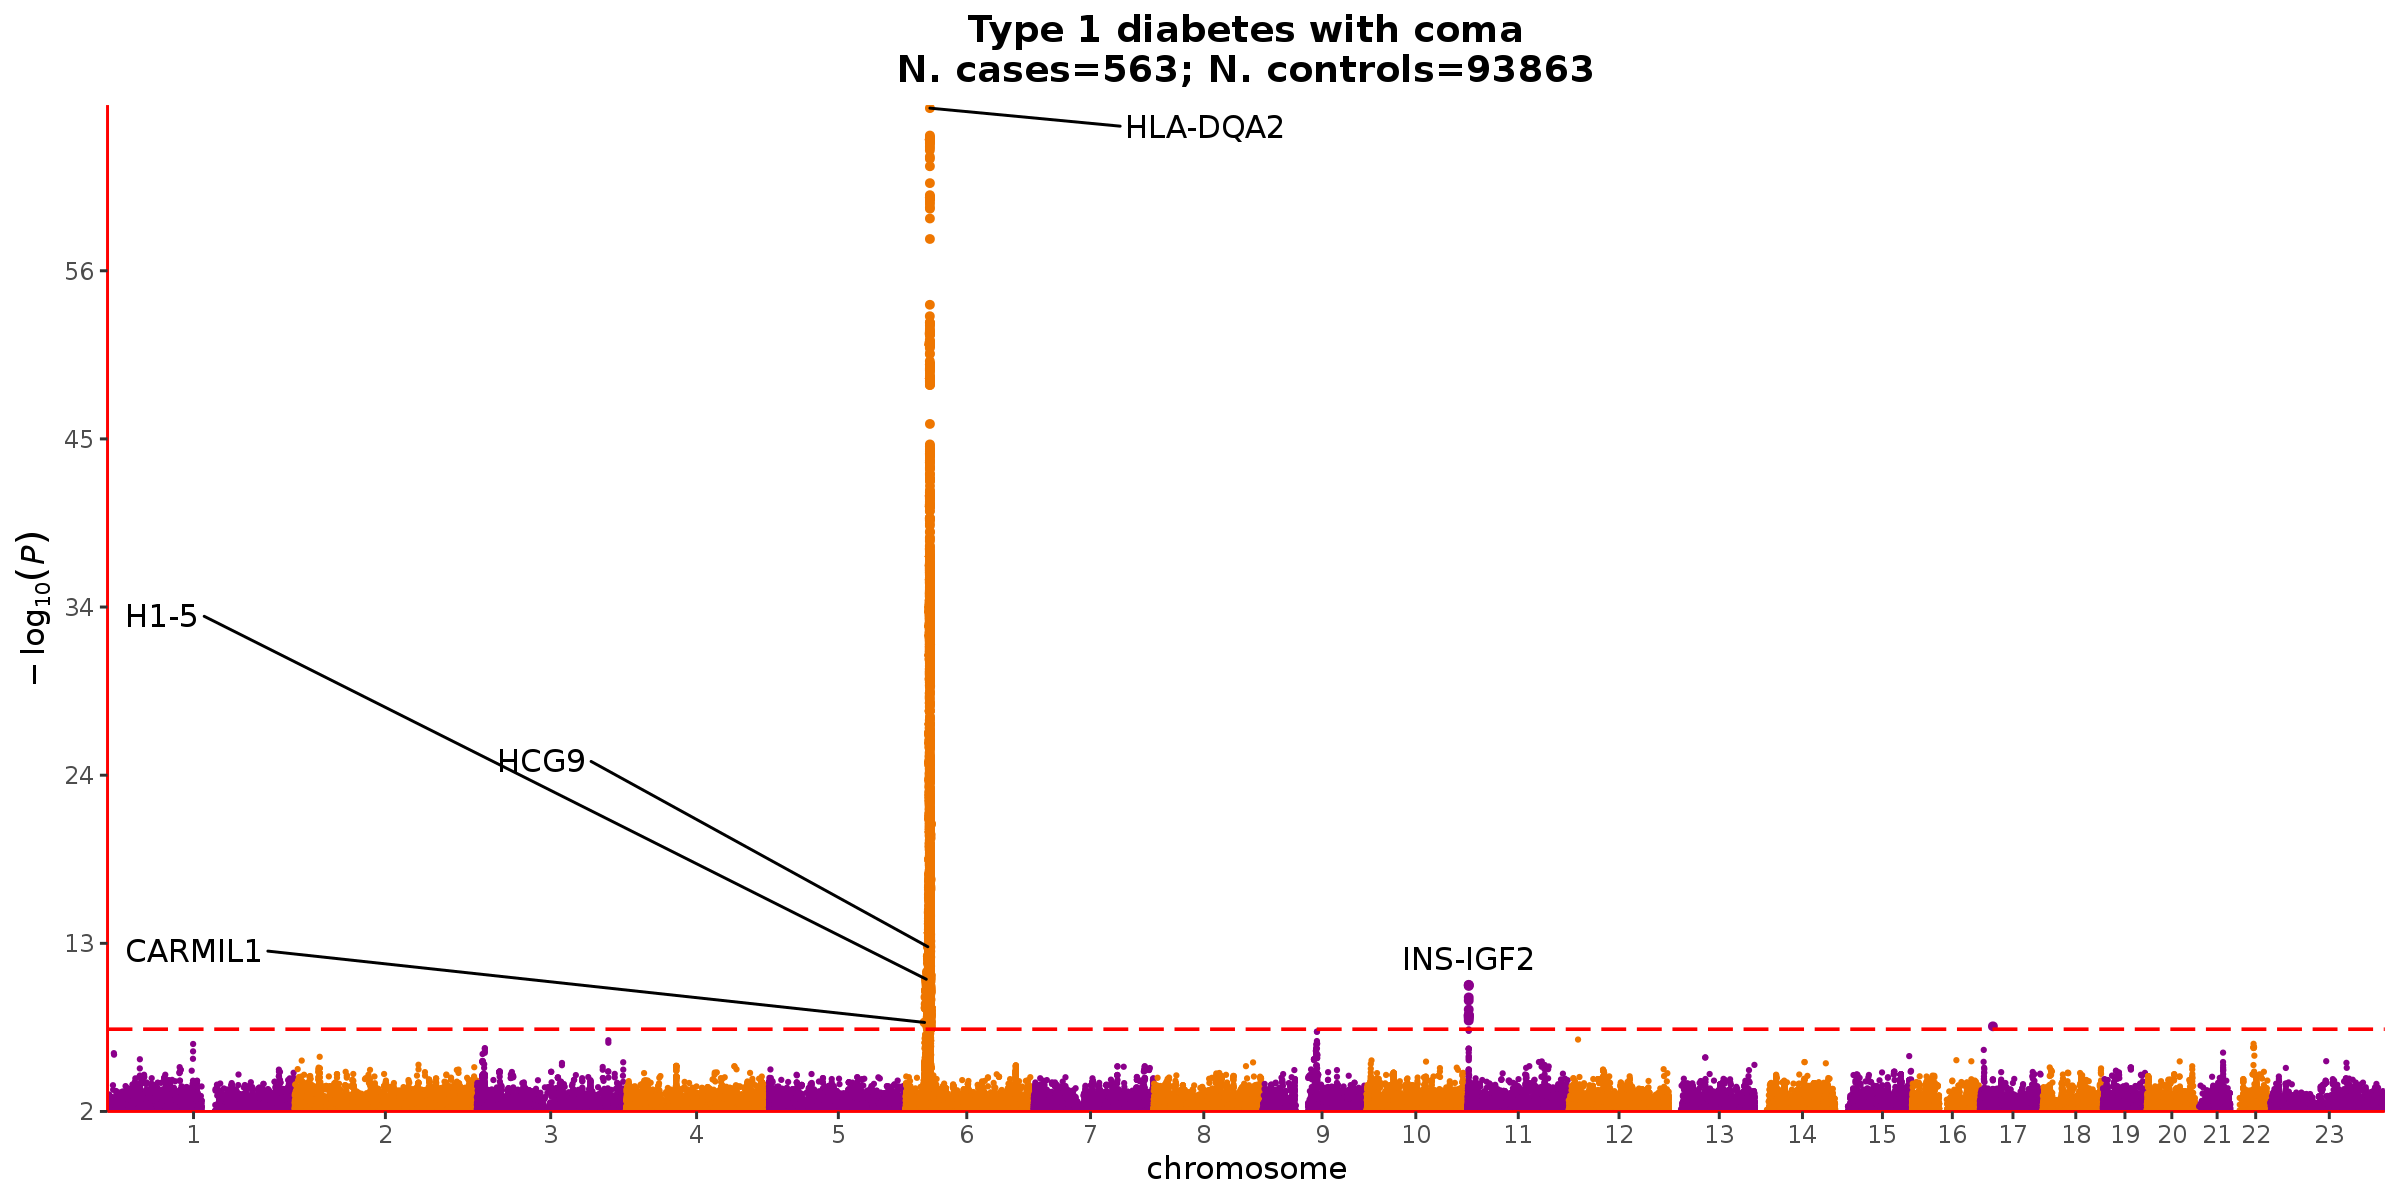 Type 1 diabetes with coma
N. cases=563; N. controls=93863
HLA-DQA2
56
45
34
24
13
2
−log10(P)
H1-5
HCG9
CARMIL1
INS-IGF2
1 2 3 4 5 6 7 8 9 10 11 12 13 14 15 16 17 18 19 20 21 22 23
chromosome